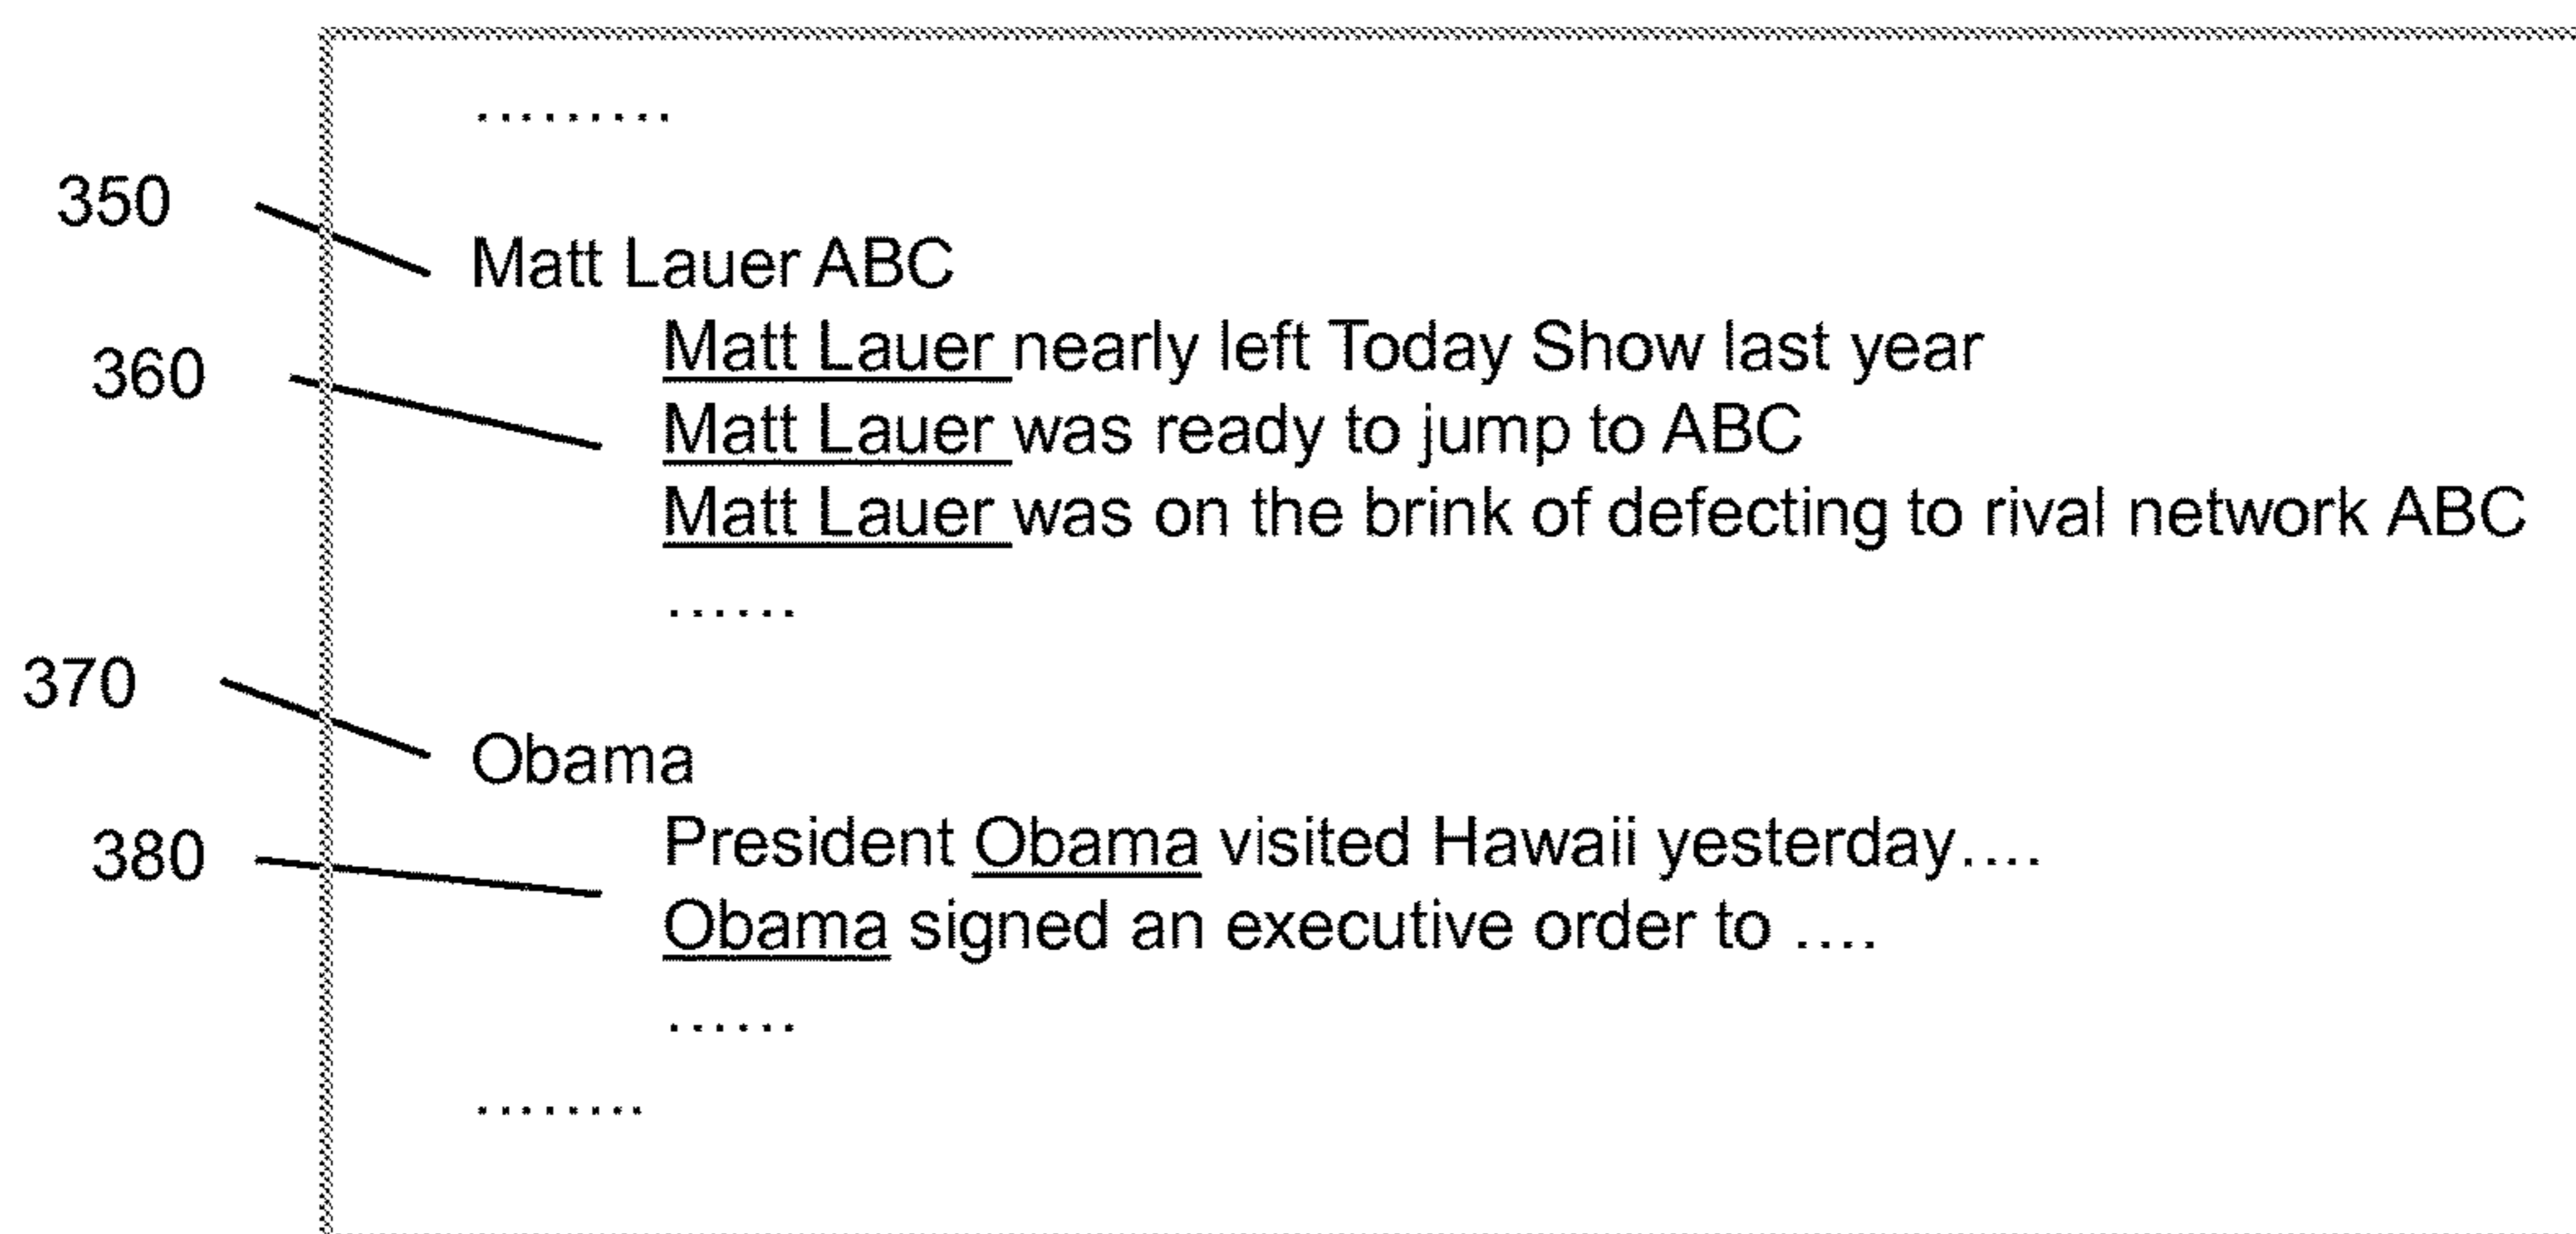 .........
350
Matt Lauer ABC
Matt Lauer nearly left Today Show last year
360
Matt Lauer was ready to jump to ABC
Matt Lauer was on the brink of defecting to rival network ABC
......
370
Obama
President Obama visited Hawaii yesterday....
380
Obama signed an executive order to ....
......
........